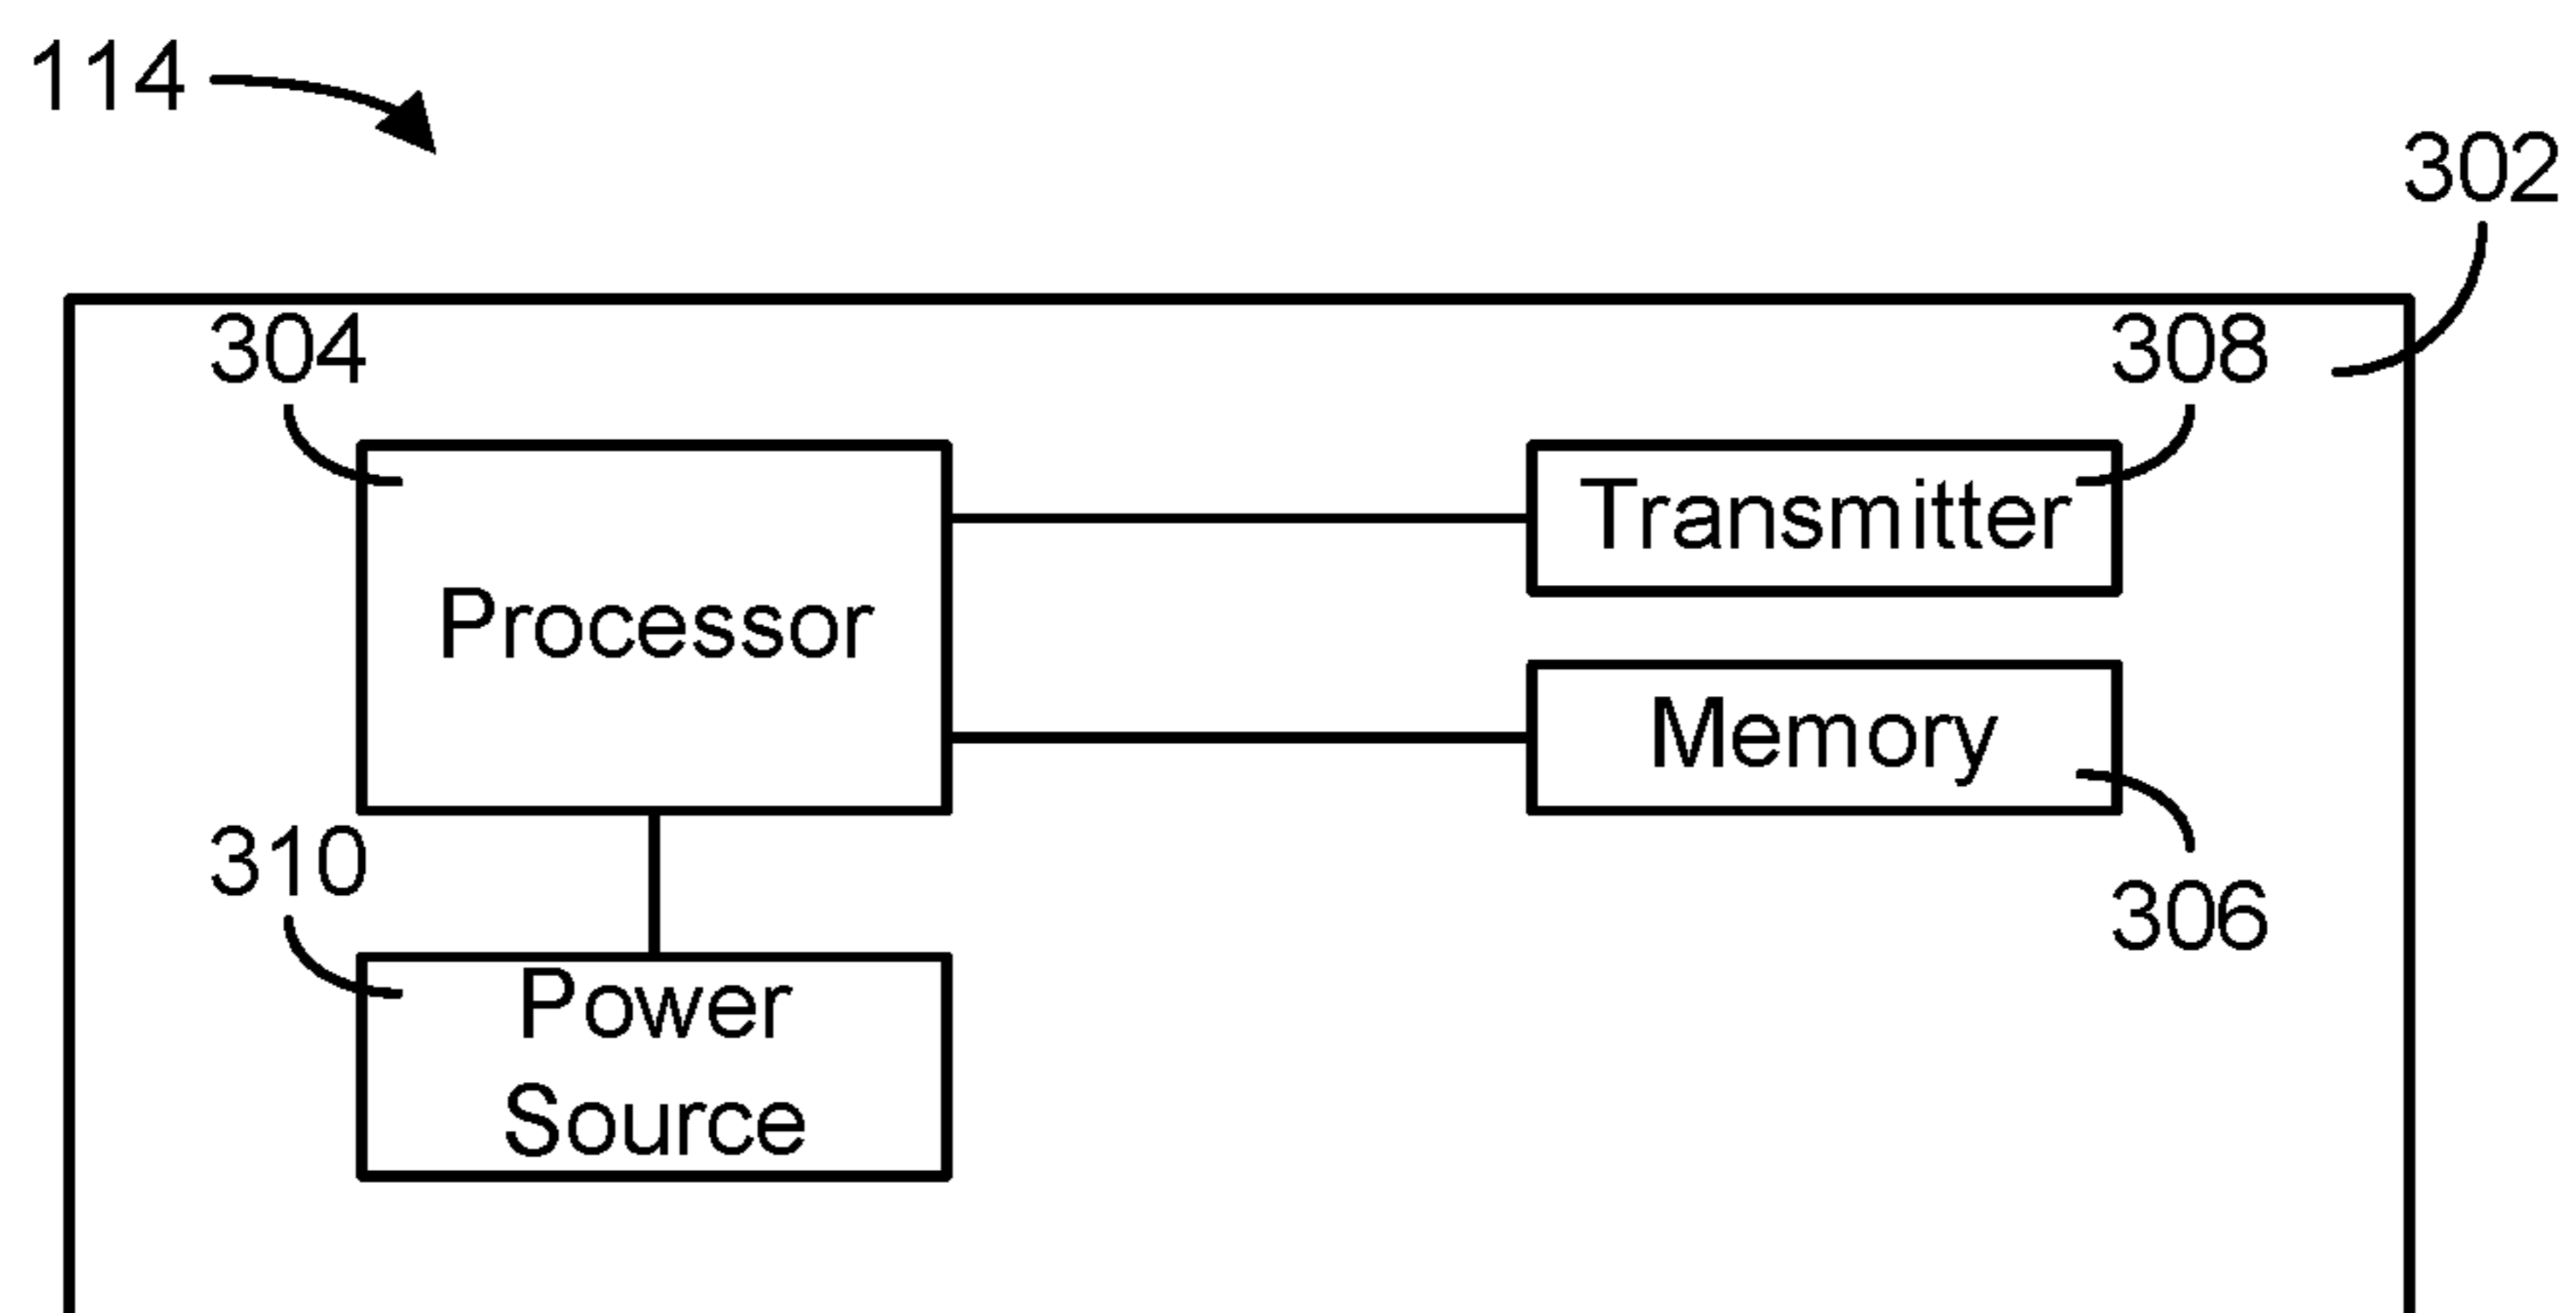 114
302
304
308
Transmitter
Processor
Memory
310
306
Power
Source